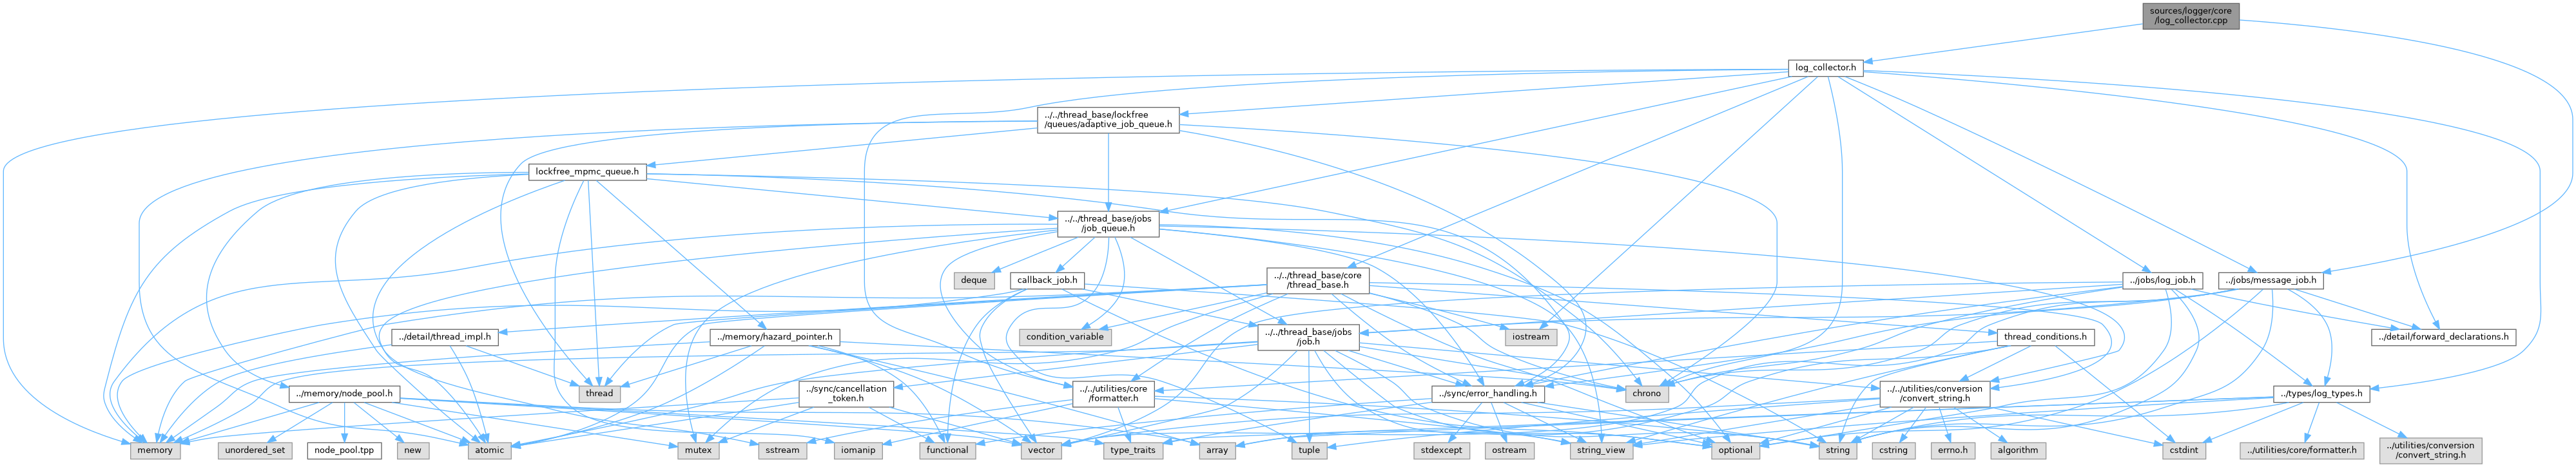 sources/logger/core
/log_collector.cpp
log_collector.h
../../thread_base/lockfree
/queues/adaptive_job_queue.h
lockfree_mpmc_queue.h
../../thread_base/jobs
/job_queue.h
deque
callback_job.h
../../thread_base/core
/thread_base.h
../jobs/log_job.h
../jobs/message_job.h
../detail/thread_impl.h
../memory/hazard_pointer.h
condition_variable
../../thread_base/jobs
/job.h
iostream
thread_conditions.h
../detail/forward_declarations.h
../memory/node_pool.h
thread
../sync/cancellation
_token.h
../../utilities/core
/formatter.h
../sync/error_handling.h
chrono
../../utilities/conversion
/convert_string.h
../types/log_types.h
memory
unordered_set
node_pool.tpp
new
atomic
mutex
sstream
iomanip
functional
vector
type_traits
array
tuple
stdexcept
ostream
string_view
optional
string
cstring
errno.h
algorithm
cstdint
../utilities/core/formatter.h
../utilities/conversion
/convert_string.h